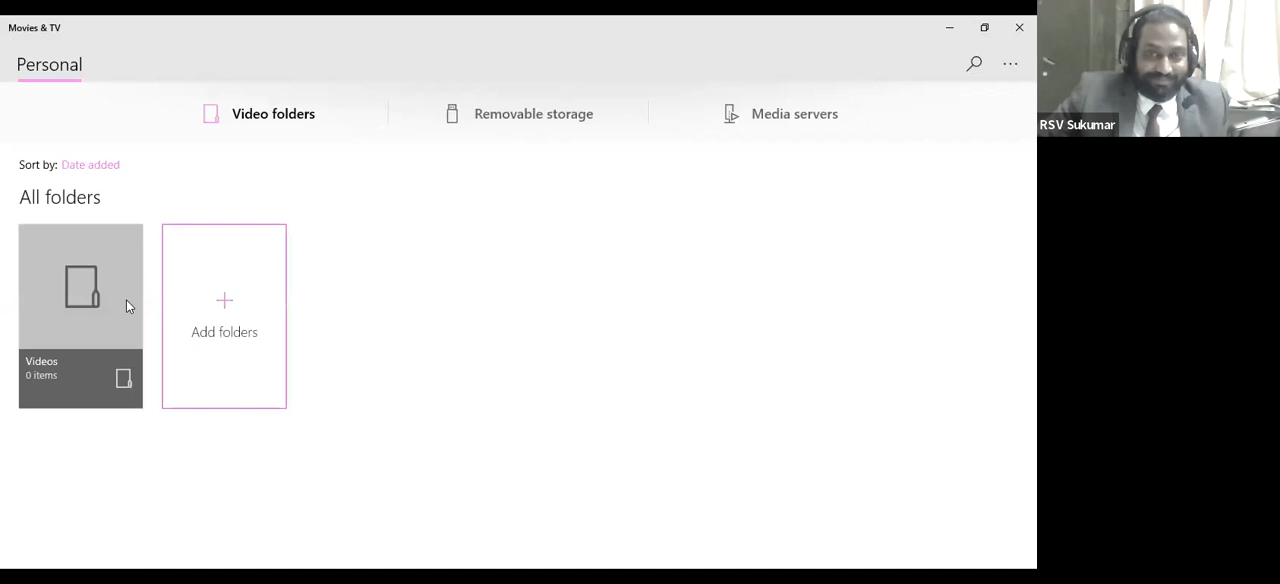 Movies & TV
Personal
Video folders
Removable storage
Media servers
Sort by: Date added
All folders
Videos
0 items
Add folders
RSV Sukumar